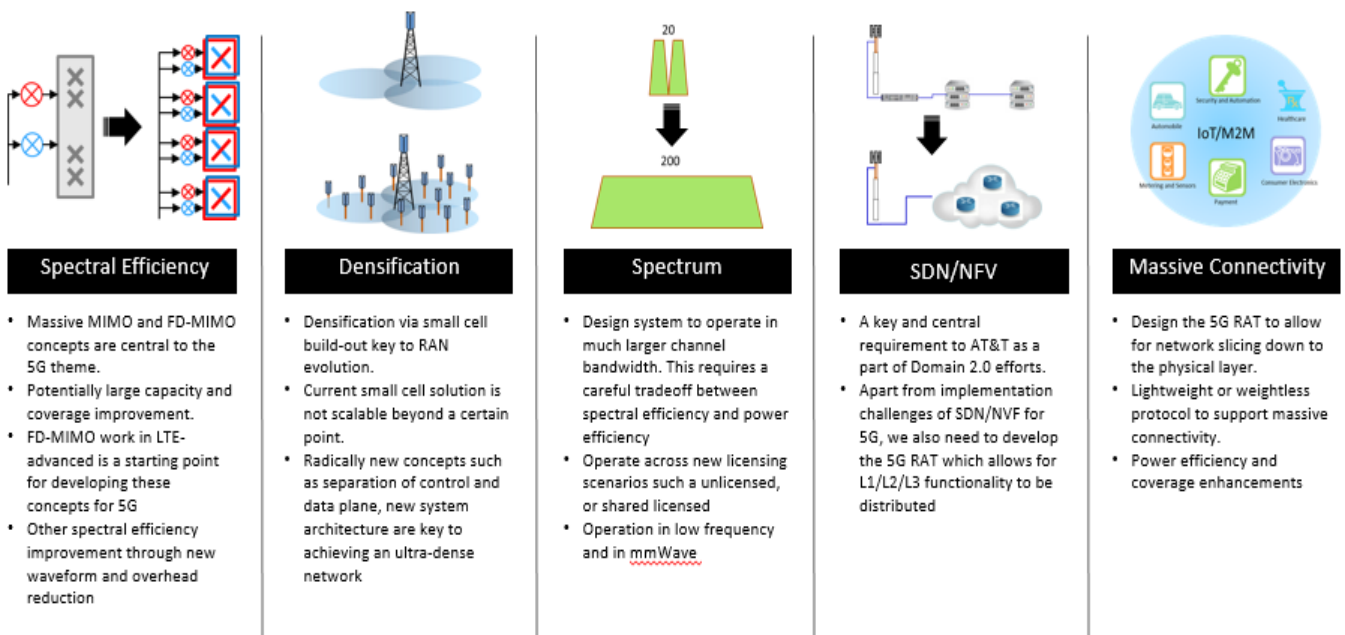 20
200
Automobile
Security and Automation
Healthcare
IoT/M2M
Metering and Sensors
Payment
Consumer Electronics
Spectral Efficiency
• Massive MIMO and FD-MIMO
concepts are central to the
5G theme.
• Potentially large capacity and
coverage improvement.
• FD-MIMO work in LTE-
advanced is a starting point
for developing these
concepts for 5G
• Other spectral efficiency
improvement through new
waveform and overhead
reduction
Densification
• Densification via small cell
build-out key to RAN
evolution.
• Current small cell solution is
not scalable beyond a certain
point.
• Radically new concepts such
as separation of control and
data plane, new system
architecture are key to
achieving an ultra-dense
network
Spectrum
• Design system to operate in
much larger channel
bandwidth. This requires a
careful tradeoff between
spectral efficiency and power
efficiency
• Operate across new licensing
scenarios such a unlicensed,
or shared licensed
• Operation in low frequency
and in mmWave
SDN/NFV
• A key and central
requirement to AT&T as a
part of Domain 2.0 efforts.
• Apart from implementation
challenges of SDN/NVF for
5G, we also need to develop
the 5G RAT which allows for
L1/L2/L3 functionality to be
distributed
Massive Connectivity
• Design the 5G RAT to allow
for network slicing down to
the physical layer.
• Lightweight or weightless
protocol to support massive
connectivity.
• Power efficiency and
coverage enhancements